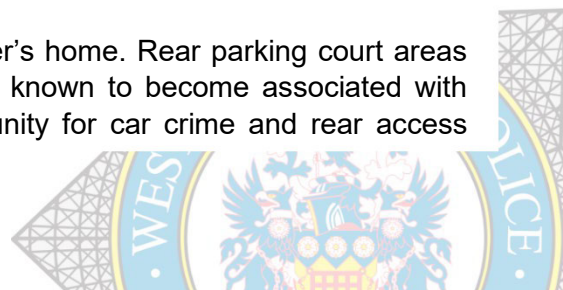 er’s home. Rear parking court areas
known to become associated with
unity for car crime and rear access
WEST
POLICE